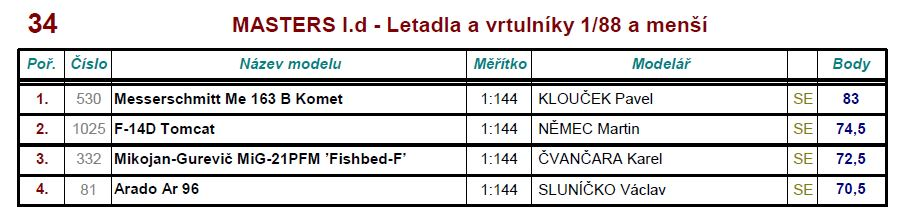 34 MASTERS I.d - Letadla a vrtulníky 1/88 a menší
Poř. Číslo Název modelu Měřítko Modelář Body
1. 530 Messerschmitt Me 163 B Komet 1:144 KLOUČEK Pavel SE 83
2. 1025 F-14D Tomcat 1:144 NĚMEC Martin SE 74,5
3. 332 Mikojan-Gurevič MiG-21PFM ’Fishbed-F’ 1:144 ČVANČARA Karel SE 72,5
4. 81 Arado Ar 96 1:144 SLUNÍČKO Václav SE 70,5